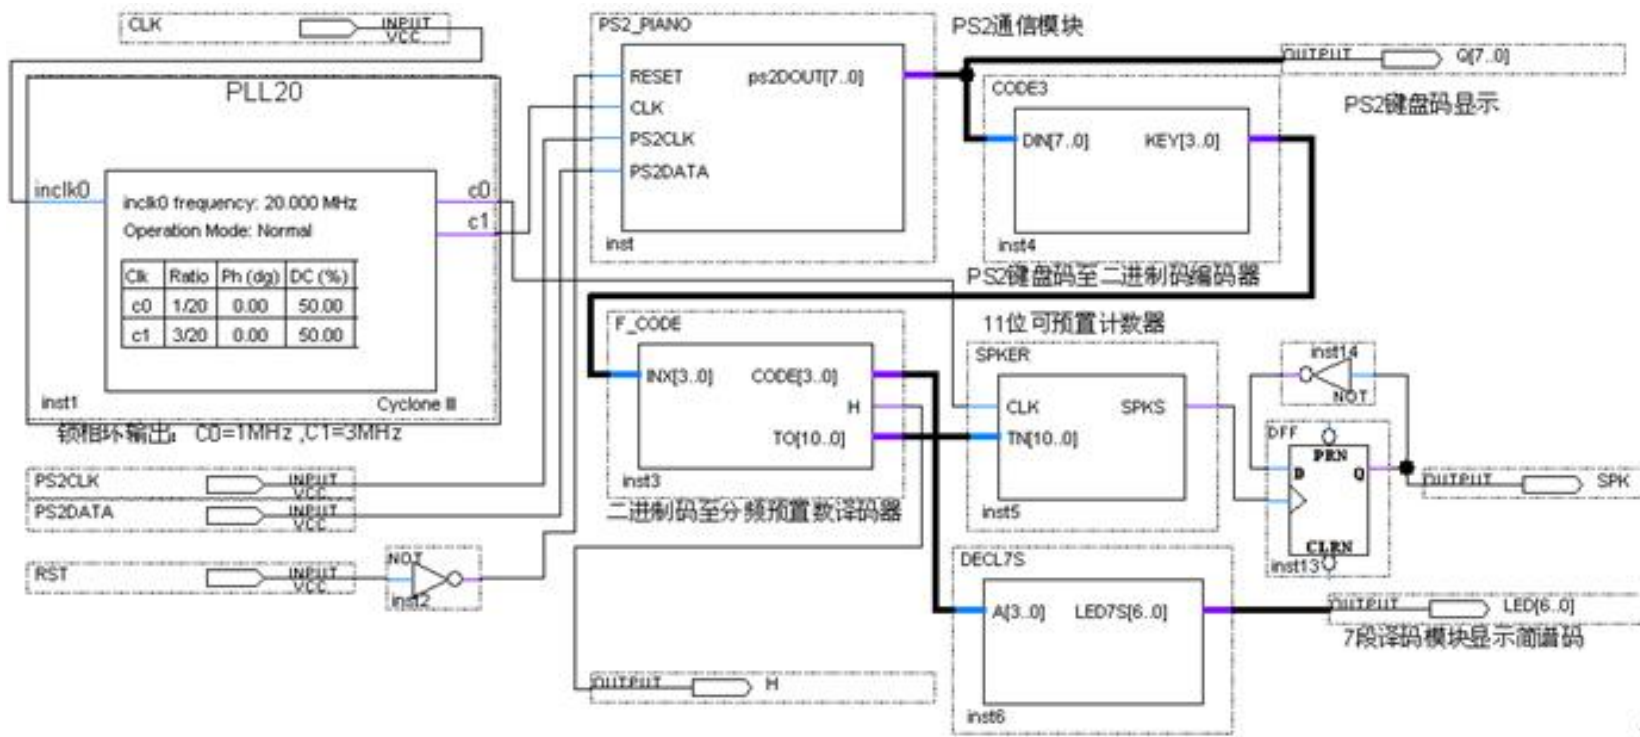 CLK
INPUT
VCC
PLL20
inclk0
inclk0 frequency: 20.000 MHz
Operation Mode: Normal
Clk Ratio Ph (dg) DC (%)
c0 1/20 0.00 50.00
c1 3/20 0.00 50.00
c0
c1
inst1
Cyclone III
锁相环输出: C0=1MHz ,C1=3MHz
PS2CLK
INPUT
VCC
PS2DATA
INPUT
VCC
RST
INPUT
VCC
NOT
inst2
PS2_PIANO
RESET
CLK
PS2CLK
PS2DATA
ps2DOUT[7..0]
inst
PS2通信模块
OUTPUT
Q[7..0]
PS2键盘码显示
CODE3
DIN[7..0]
KEY[3..0]
inst4
PS2键盘码至二进制码编码器
F_CODE
INX[3..0]
CODE[3..0]
H
TO[10..0]
inst3
二进制码至分频预置数译码器
11位可预置计数器
SPKER
CLK
SPKS
TN[10..0]
inst5
inst14
NOT
DFF
PRN
D
Q
CLRN
inst13
OUTPUT
SPK
DECL7S
A[3..0]
LED7S[6..0]
inst6
OUTPUT
LED[6..0]
7段译码模块显示简谱码
OUTPUT
H